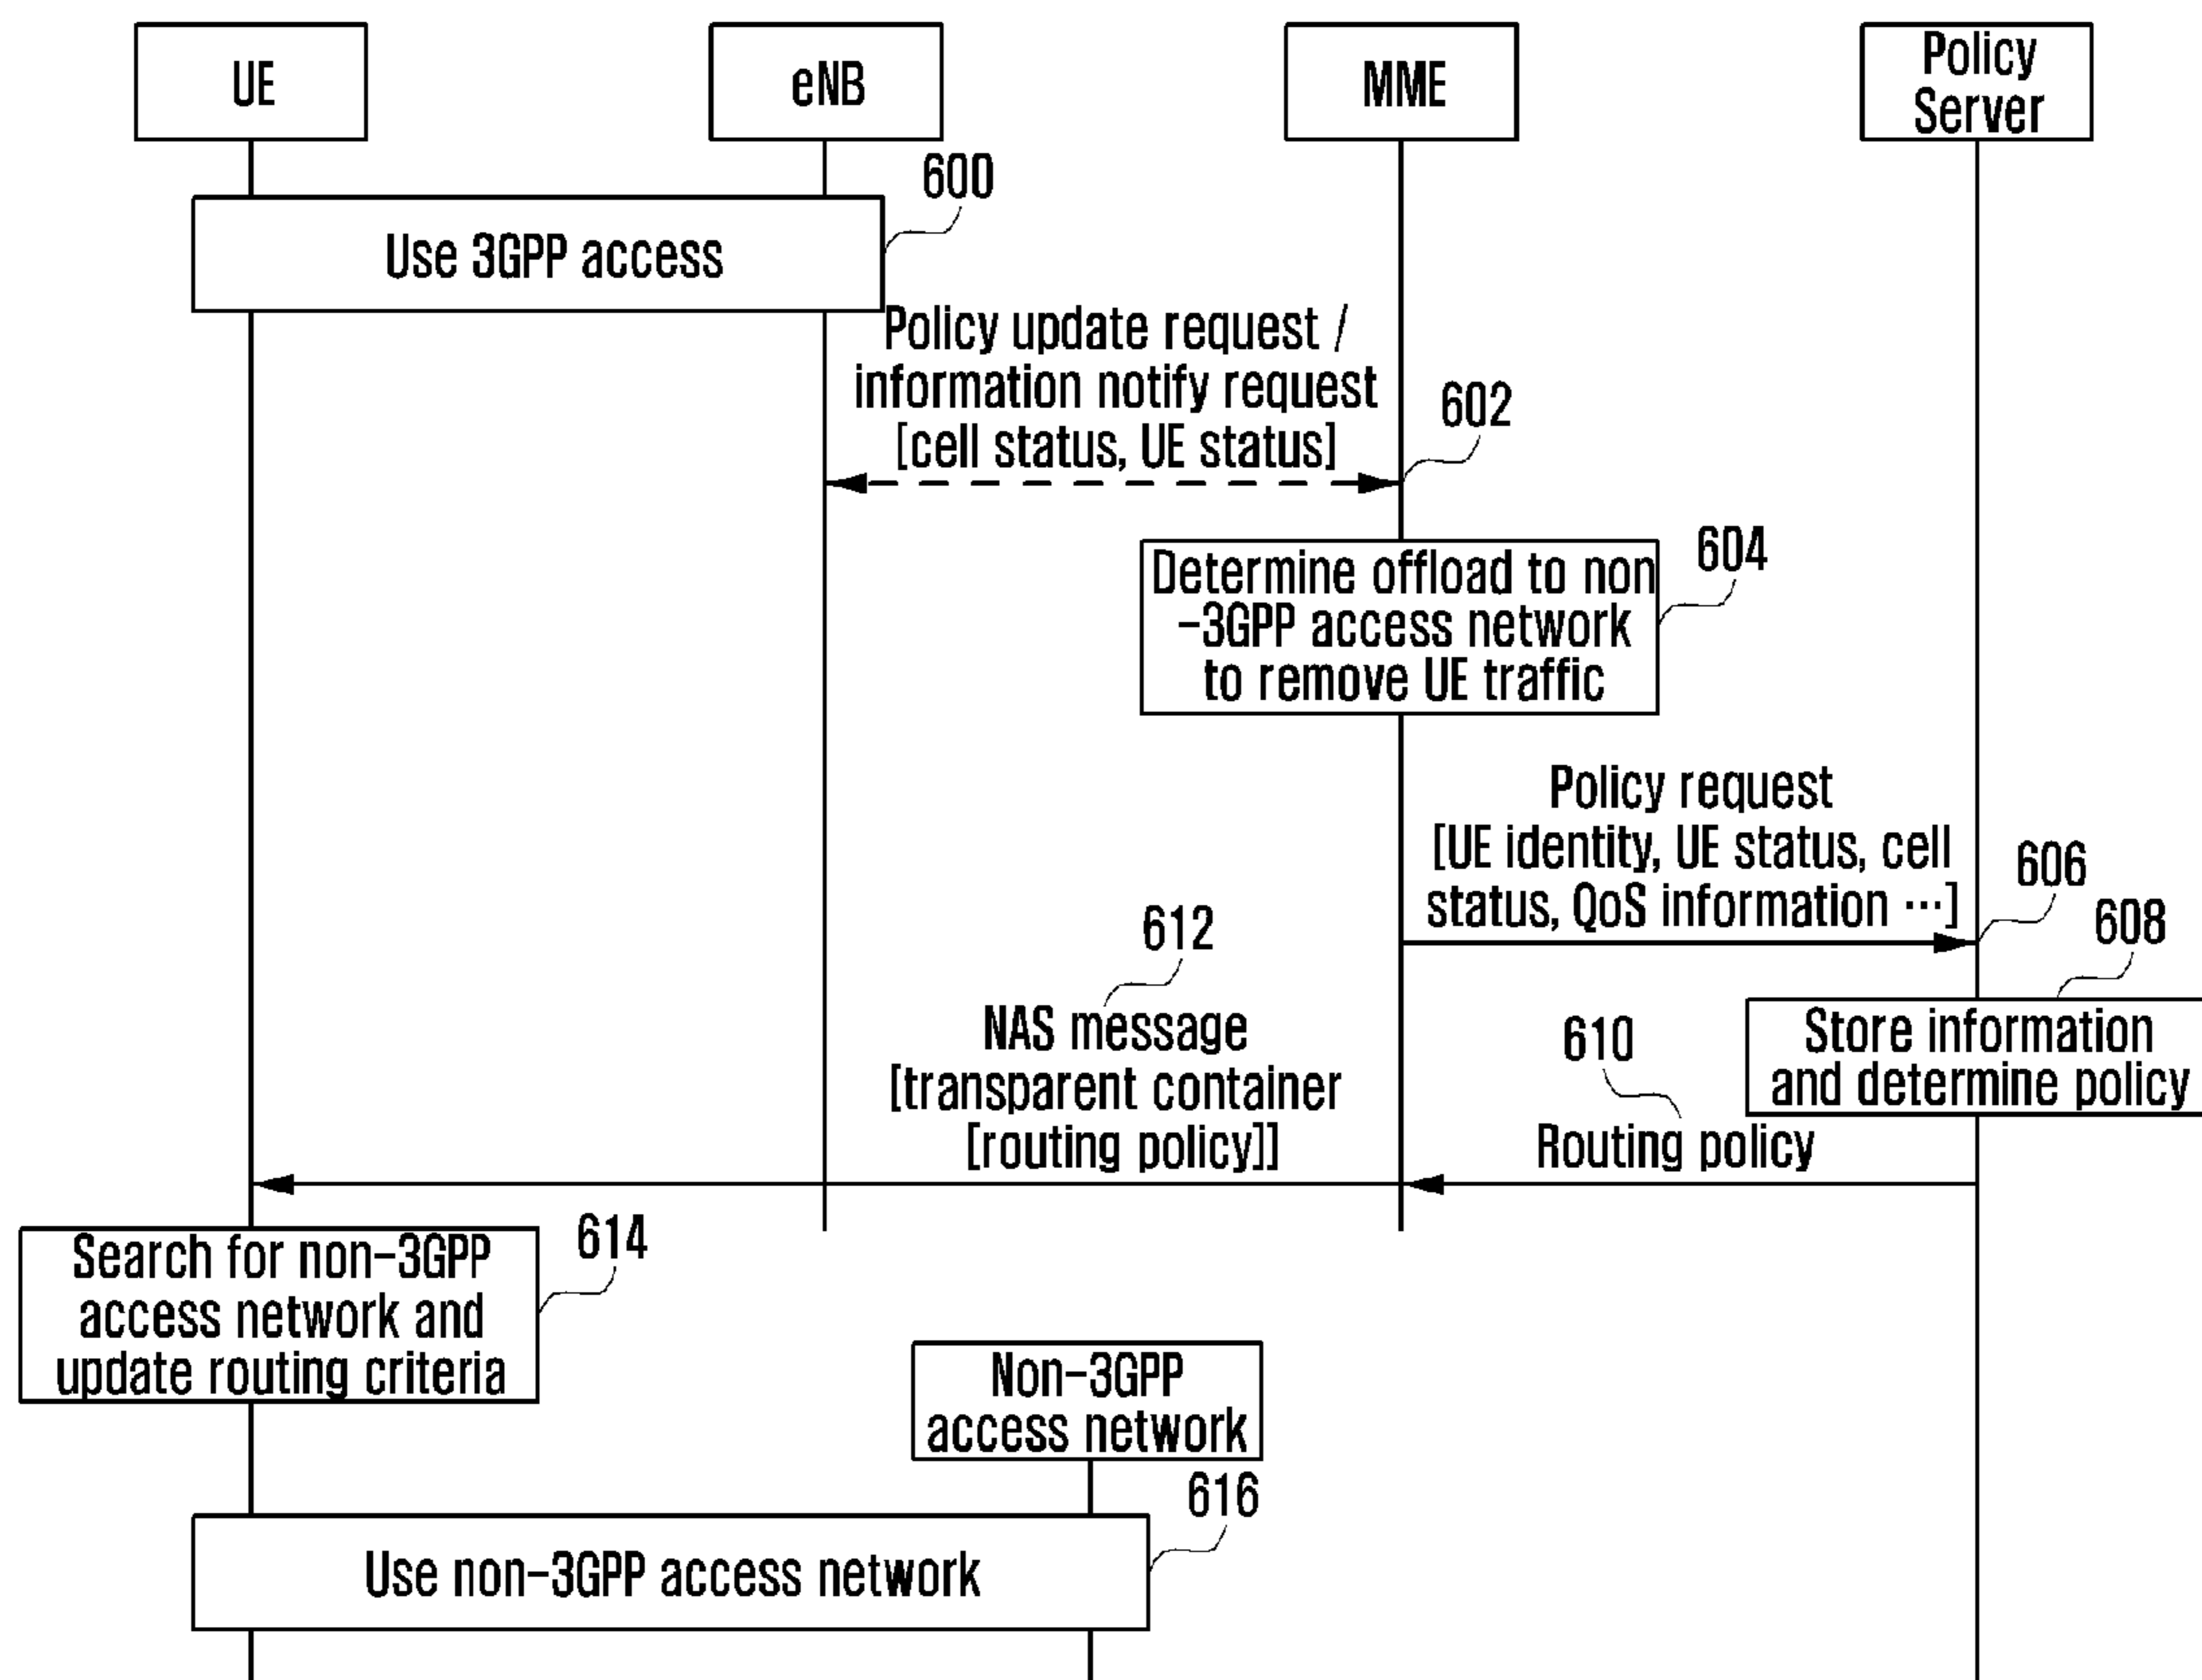 UE
eNB
MME
Policy
Server
600
Use 3GPP access
Policy update request /
information notify request
[cell status, UE status]
602
604
Determine offload to non
-3GPP access network
to remove UE traffic
Policy request
[UE identity, UE status, cell
status, QoS information ···]
606
608
Store information
and determine policy
612
NAS message
[transparent container
[routing policy]]
610
Routing policy
614
Search for non-3GPP
access network and
update routing criteria
Non-3GPP
access network
616
Use non-3GPP access network